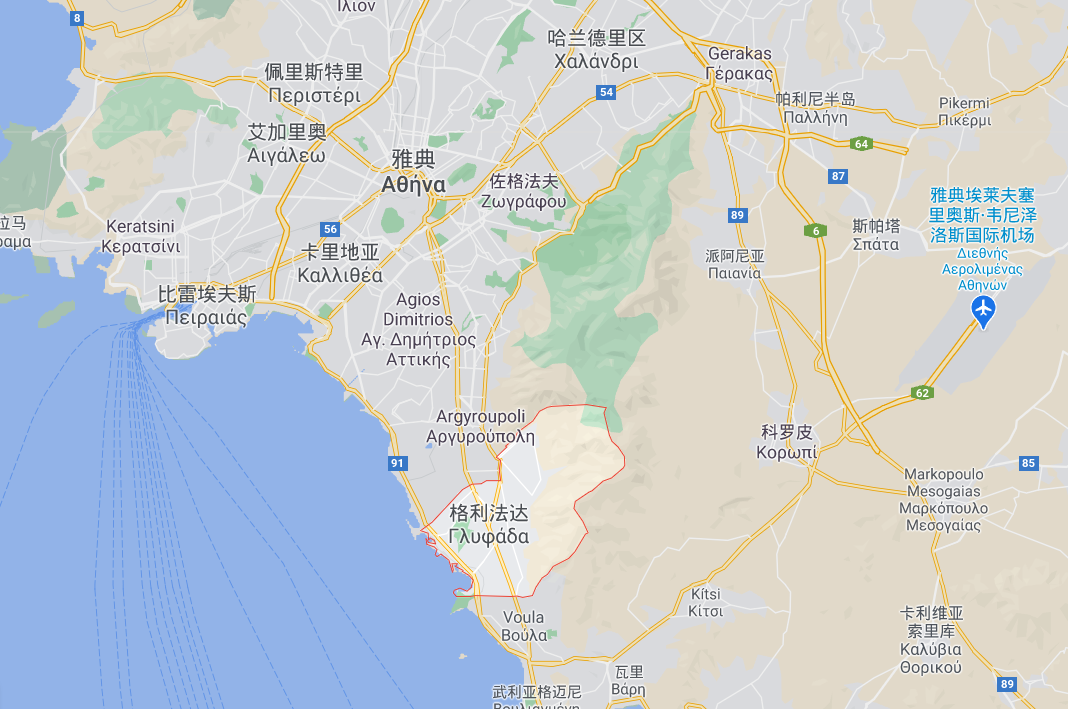 Ίλιον
8
哈兰德里区
Χαλάνδρι
Gerakas
Γέρακας
佩里斯特里
Περιστέρι
54
帕利尼半岛
Παλλήνη
Pikermi
Πικέρμι
艾加里奥
Αιγάλεω
64
雅典
Αθήνα
87
佐格法夫
Ζωγράφου
雅典埃莱夫塞
里奥斯·韦尼泽
洛斯国际机场
Διεθνής
Αερολιμένας
Αθηνών
89
拉马
ραμα
Keratsini
Κερατσίνι
56
6
斯帕塔
Σπάτα
卡里地亚
Καλλιθέα
派阿尼亚
Παιανία
比雷埃夫斯
Πειραιάς
Agios
Dimitrios
Αγ. Δημήτριος
Αττικής
62
Argyroupoli
Αργυρούπολη
科罗皮
Κορωπί
91
85
Markopoulo
Mesogaias
Μαρκόπουλο
Μεσογαίας
格利法达
Γλυφάδα
Kítsi
Κίτσι
Voula
Βούλα
卡利维亚
索里库
Καλύβια
Θορικού
瓦里
Βάρη
89
武利亚格迈尼
Βουλιαγμένη